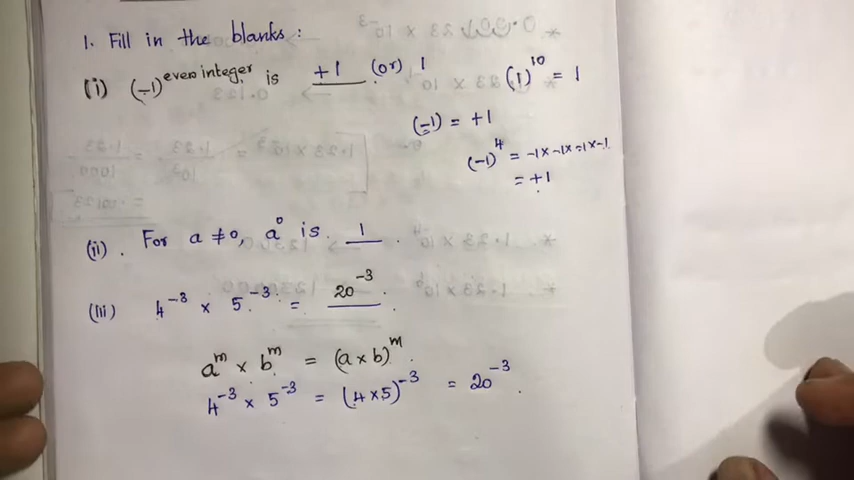 1. Fill in the blanks :
(i) (-1)^even integer is +1 (or) 1
(1)^10 = 1
(-1) = +1
(-1)^4 = -1 x -1 x -1 x -1
= +1
(ii). For a ≠ 0, a^0 is 1 .
(iii) 4^-3 x 5^-3 = 20^-3 .
a^m x b^m = (a x b)^m .
4^-3 x 5^-3 = (4 x 5)^-3 = 20^-3 .